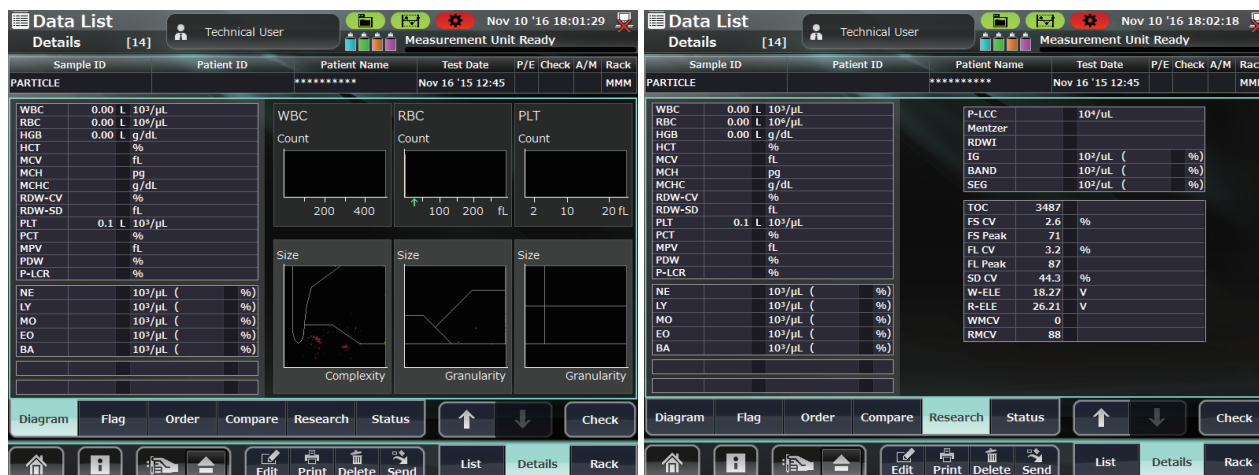 Data List
Details [14]
Technical User
Nov 10 '16 18:01:29
Measurement Unit Ready
Sample ID Patient ID Patient Name Test Date P/E Check A/M Rack
PARTICLE ********** Nov 16 '15 12:45 MMM
WBC 0.00 L 10³/µL
RBC 0.00 L 10⁶/µL
HGB 0.00 L g/dL
HCT %
MCV fL
MCH pg
MCHC g/dL
RDW-CV %
RDW-SD fL
PLT 0.1 L 10³/µL
PCT %
MPV fL
PDW %
P-LCR %
NE 10³/µL ( %)
LY 10³/µL ( %)
MO 10³/µL ( %)
EO 10³/µL ( %)
BA 10³/µL ( %)
WBC RBC PLT
Count Count Count
200 400 100 200 fL 2 10 20 fL
Size Size Size
Complexity Granularity Granularity
Diagram Flag Order Compare Research Status Check
Edit Print Delete Send List Details Rack
Data List
Details [14]
Technical User
Nov 10 '16 18:02:18
Measurement Unit Ready
Sample ID Patient ID Patient Name Test Date P/E Check A/M Rac
PARTICLE ********** Nov 16 '15 12:45 MMM
WBC 0.00 L 10³/µL
RBC 0.00 L 10⁶/µL
HGB 0.00 L g/dL
HCT %
MCV fL
MCH pg
MCHC g/dL
RDW-CV %
RDW-SD fL
PLT 0.1 L 10³/µL
PCT %
MPV fL
PDW %
P-LCR %
NE 10³/µL ( %)
LY 10³/µL ( %)
MO 10³/µL ( %)
EO 10³/µL ( %)
BA 10³/µL ( %)
P-LCC 10⁴/uL
Mentzer
RDWI
IG 10²/uL ( %)
BAND 10²/uL ( %)
SEG 10²/uL ( %)
TOC 3487
FS CV 2.6 %
FS Peak 71
FL CV 3.2 %
FL Peak 87
SD CV 44.3 %
W-ELE 18.27 V
R-ELE 26.21 V
WMCV 0
RMCV 88
Diagram Flag Order Compare Research Status Check
Edit Print Delete Send List Details Rack